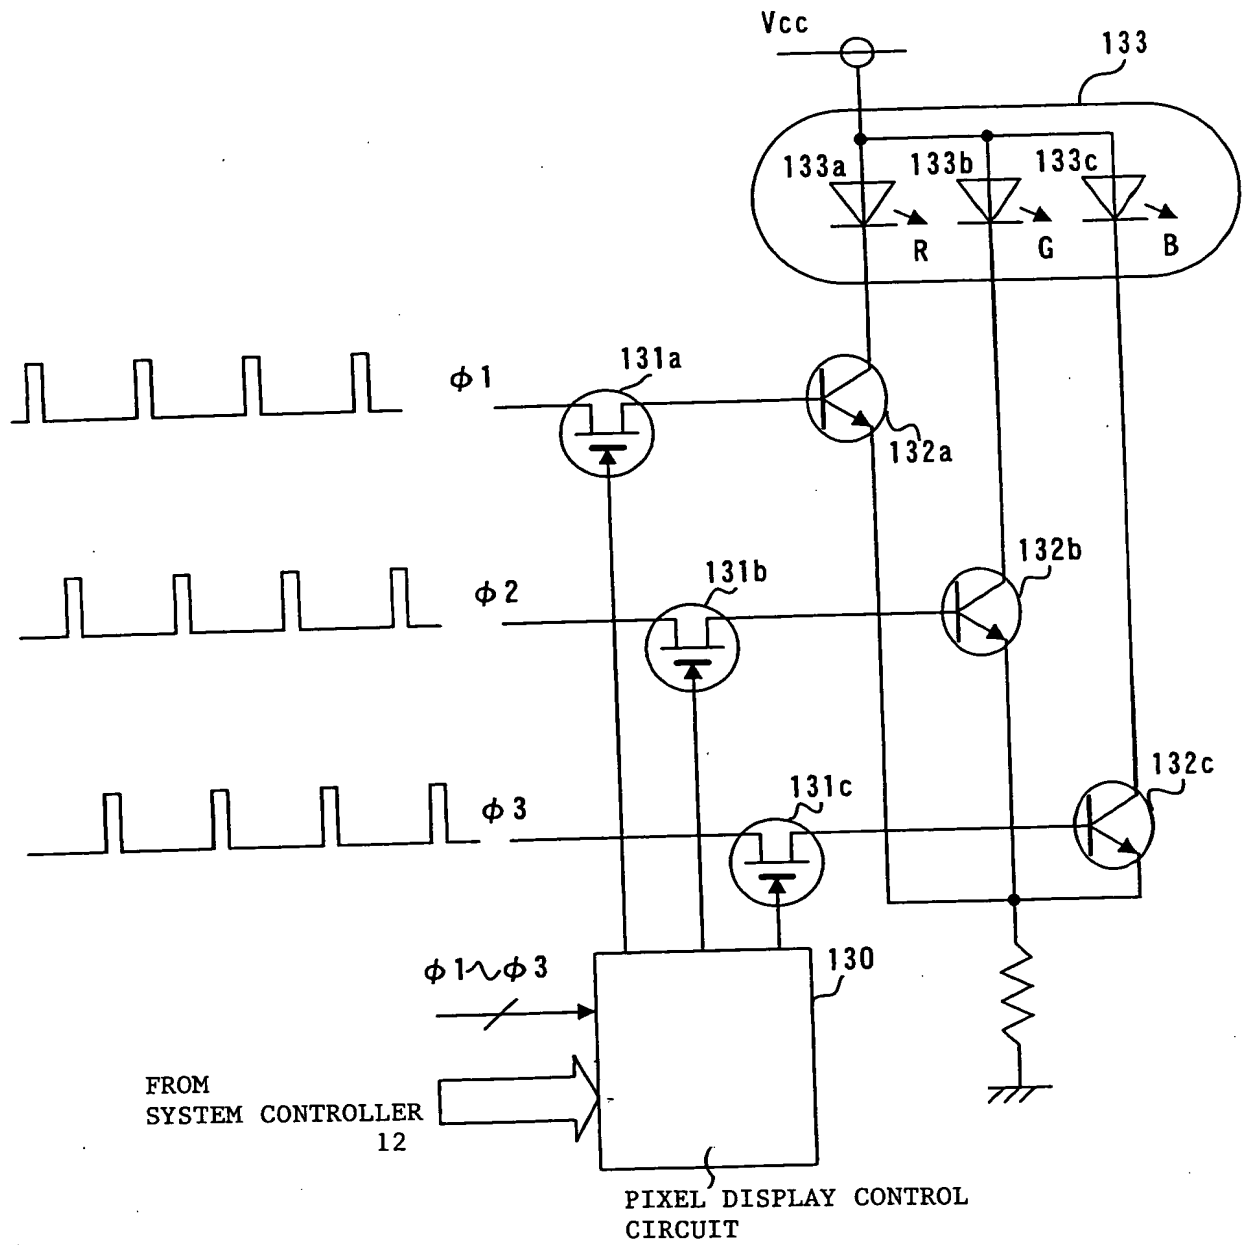 Vcc
133
133a
133b
133c
R
G
B
ϕ1
131a
132a
ϕ2
131b
132b
ϕ3
131c
132c
ϕ1〜ϕ3
130
FROM
SYSTEM CONTROLLER
12
PIXEL DISPLAY CONTROL
CIRCUIT